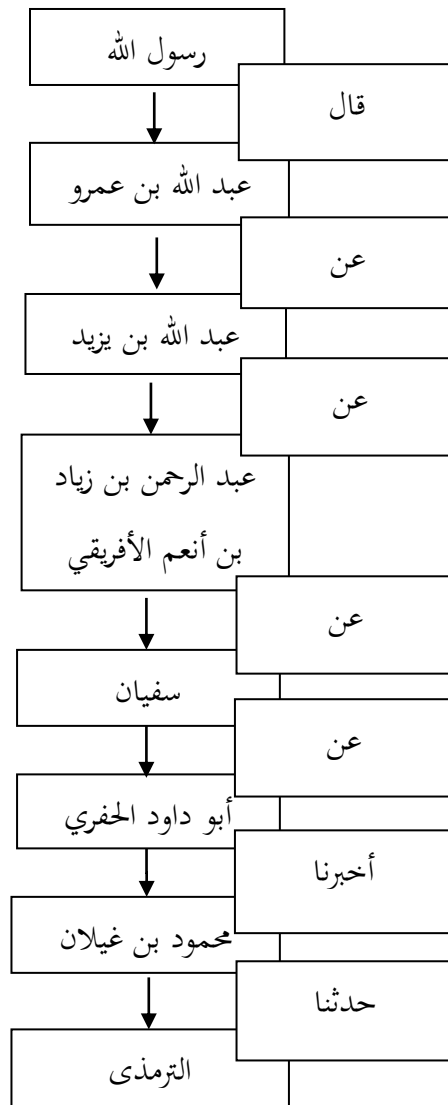 رسول الله
قال
عبد الله بن عمرو
عن
عبد الله بن يزيد
عن
عبد الرحمن بن زياد
بن أنعم الأفريقي
عن
سفيان
عن
أبو داود الحفري
أخبرنا
محمود بن غيلان
حدثنا
الترمذى